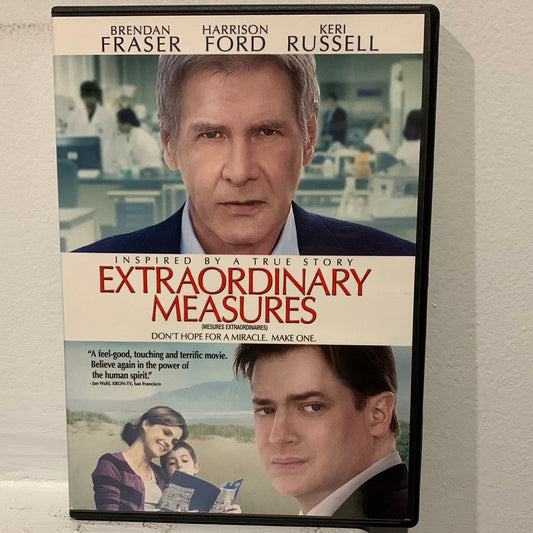 BRENDAN HARRISON KERI
FRASER FORD RUSSELL
INSPIRED BY A TRUE STORY
EXTRAORDINARY
MEASURES
(MESURES EXTRAORDINAIRES)
DON'T HOPE FOR A MIRACLE. MAKE ONE.
"A feel-good, touching and terrific movie.
Believe again in the power of
the human spirit."
- Jan Wahl, KRON-TV, San Francisco